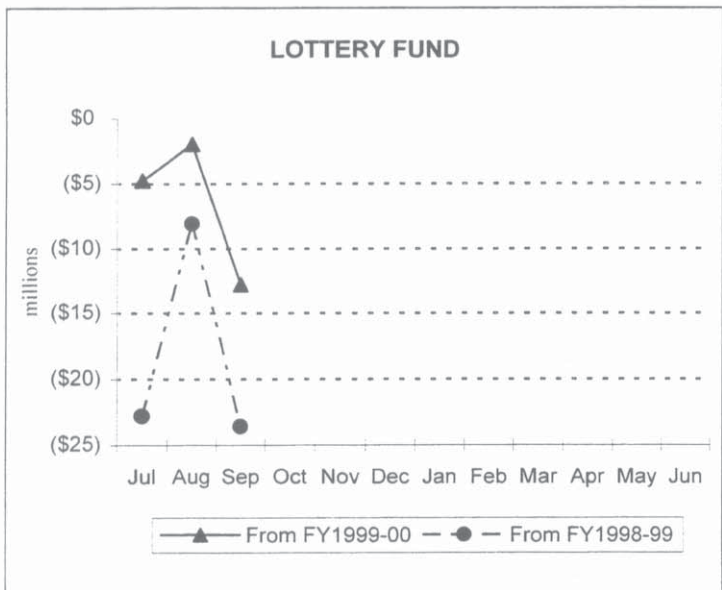 LOTTERY FUND
$0
($5)
($10)
($15)
($20)
($25)
millions
Jul Aug Sep Oct Nov Dec Jan Feb Mar Apr May Jun
From FY1999-00 From FY1998-99